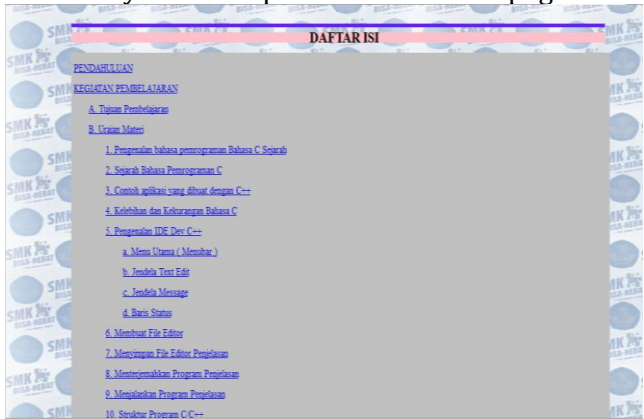 DAFTAR ISI
PENDAHULUAN
KEGIATAN PEMBELAJARAN
A. Tujuan Pembelajaran
B. Uraian Materi
1. Pengenalan bahasa pemrograman Bahasa C Sejarah
2. Sejarah Bahasa Pemrograman C
3. Contoh aplikasi yang dibuat dengan C++
4. Kelebihan dan Kekurangan Bahasa C
5. Pengenalan IDE Dev C++
a. Menu Utama ( Menubar )
b. Jendela Text Edit
c. Jendela Message
d. Baris Status
6. Membuat File Editor
7. Menyimpan File Editor Penjelasan
8. Menterjemahkan Program Penjelasan
9. Menjalankan Program Penjelasan
10. Struktur Program C/C++